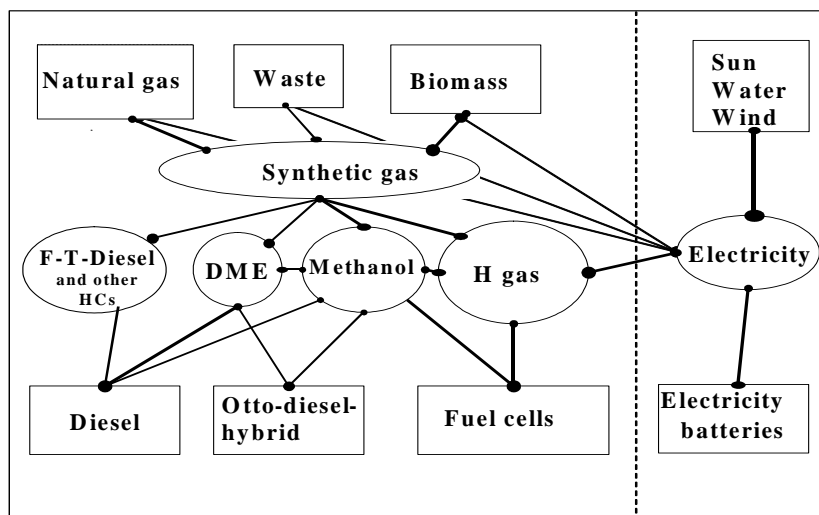 Natural gas
Waste
Biomass
Sun
Water
Wind
Synthetic gas
F-T-Diesel
and other
HCs
DME
Methanol
H gas
Electricity
Diesel
Otto-diesel-
hybrid
Fuel cells
Electricity
batteries